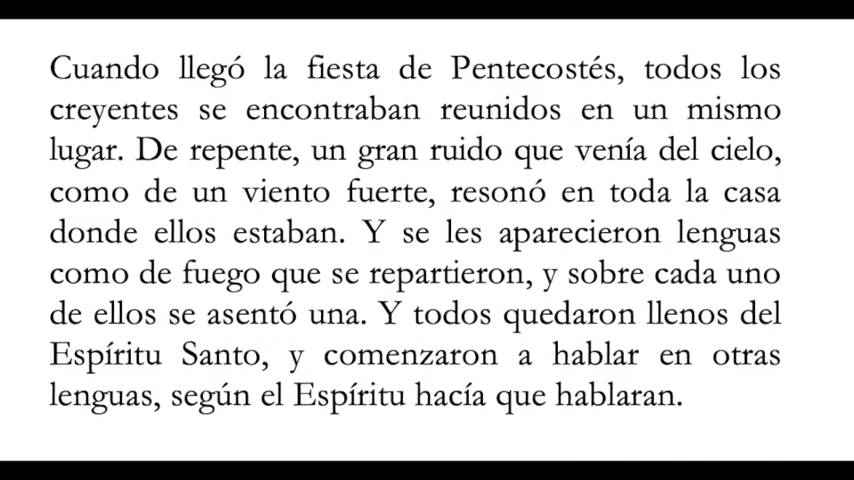 Cuando llegó la fiesta de Pentecostés, todos los
creyentes se encontraban reunidos en un mismo
lugar. De repente, un gran ruido que venía del cielo,
como de un viento fuerte, resonó en toda la casa
donde ellos estaban. Y se les aparecieron lenguas
como de fuego que se repartieron, y sobre cada uno
de ellos se asentó una. Y todos quedaron llenos del
Espíritu Santo, y comenzaron a hablar en otras
lenguas, según el Espíritu hacía que hablaran.